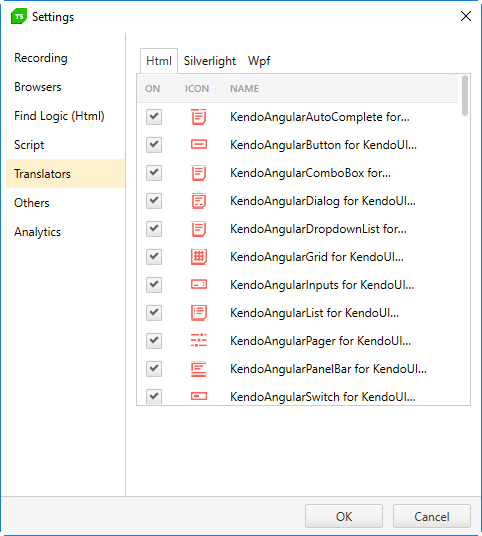 TS Settings
Recording
Browsers
Find Logic (Html)
Script
Translators
Others
Analytics
Html Silverlight Wpf
ON ICON NAME
KendoAngularAutoComplete for...
KendoAngularButton for KendoUI...
KendoAngularComboBox for...
KendoAngularDialog for KendoUI...
KendoAngularDropdownList for...
KendoAngularGrid for KendoUI...
KendoAngularInputs for KendoUI...
KendoAngularList for KendoUI...
KendoAngularPager for KendoUI...
KendoAngularPanelBar for KendoUI...
KendoAngularSwitch for KendoUI...
OK Cancel